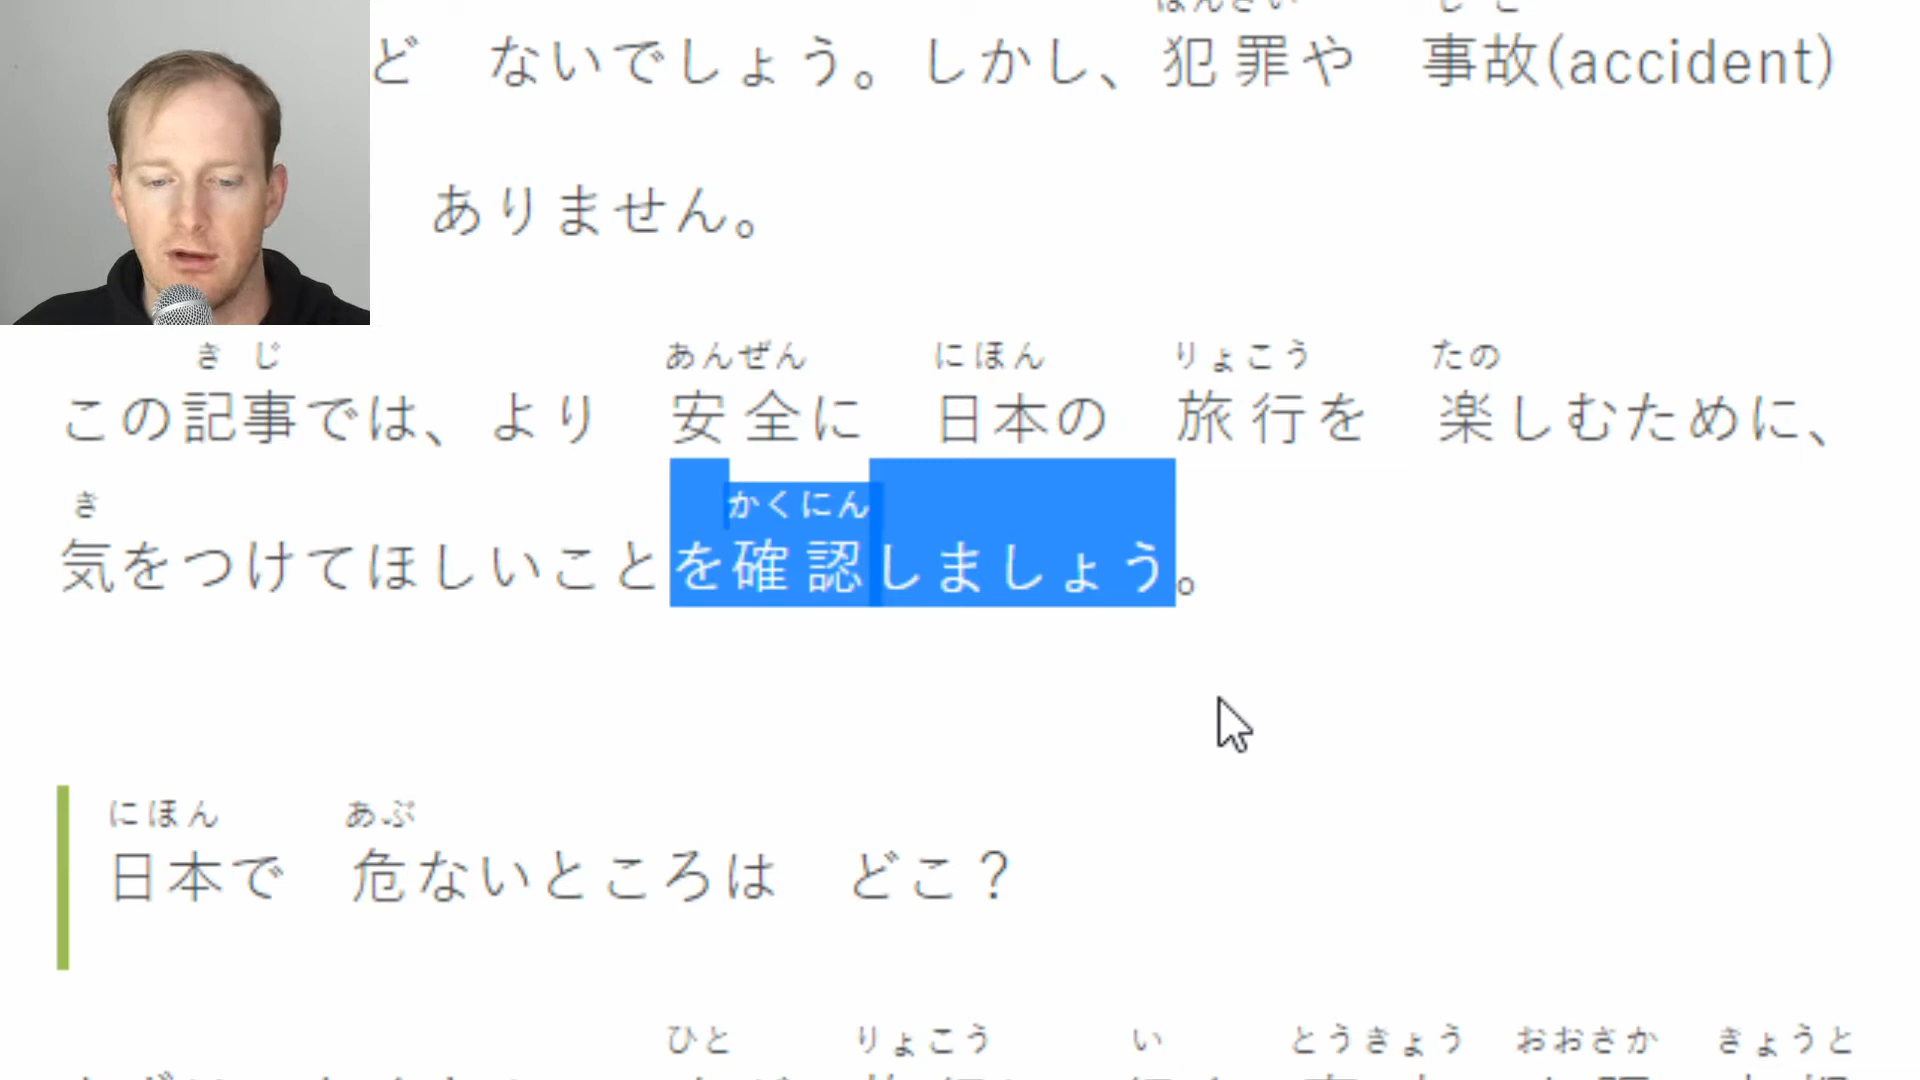 ど ないでしょう。しかし、犯罪や 事故(accident)
ありません。
き じ あんぜん にほん りょこう たの
この記事では、より 安全に 日本の 旅行を 楽しむために、
き かくにん
気をつけてほしいことを確認しましょう。
にほん あぶ
日本で 危ないところは どこ？
ひと りょこう い とうきょう おおさか きょうと